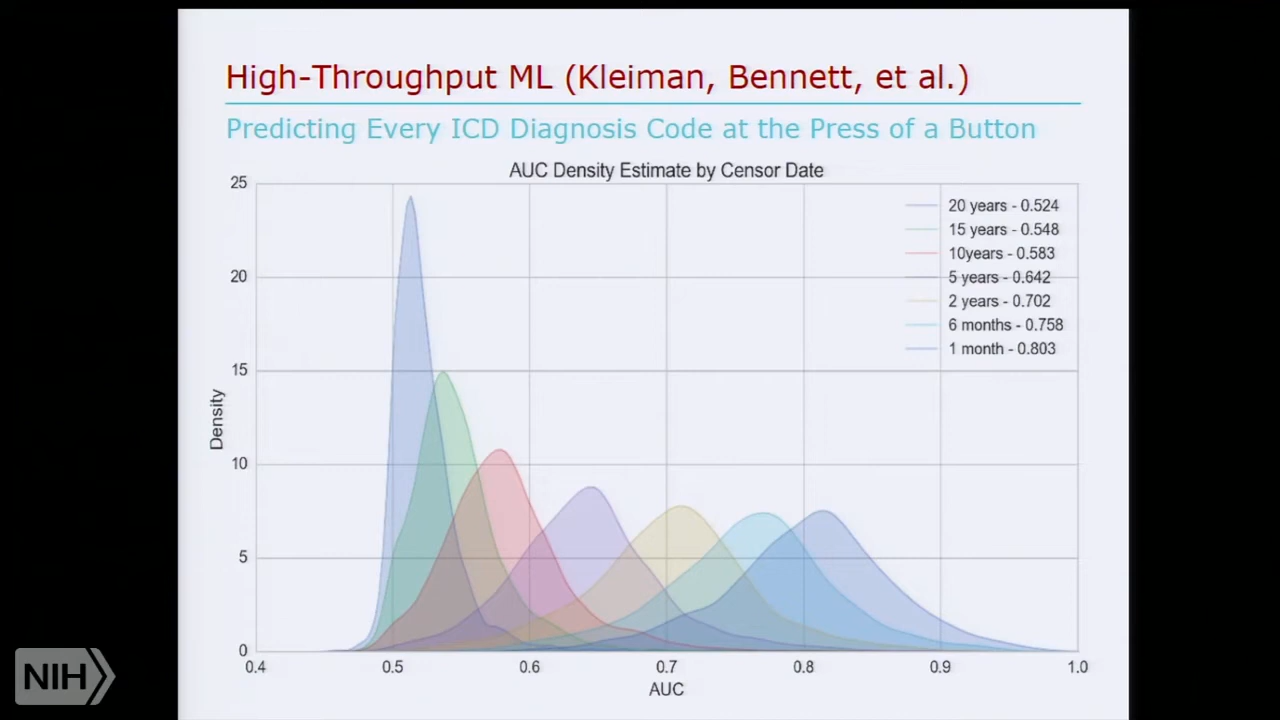 High-Throughput ML (Kleiman, Bennett, et al.)
Predicting Every ICD Diagnosis Code at the Press of a Button
AUC Density Estimate by Censor Date
25
20
15
10
5
0
Density
20 years - 0.524
15 years - 0.548
10years - 0.583
5 years - 0.642
2 years - 0.702
6 months - 0.758
1 month - 0.803
0.4 0.5 0.6 0.7 0.8 0.9 1.0
AUC
NIH